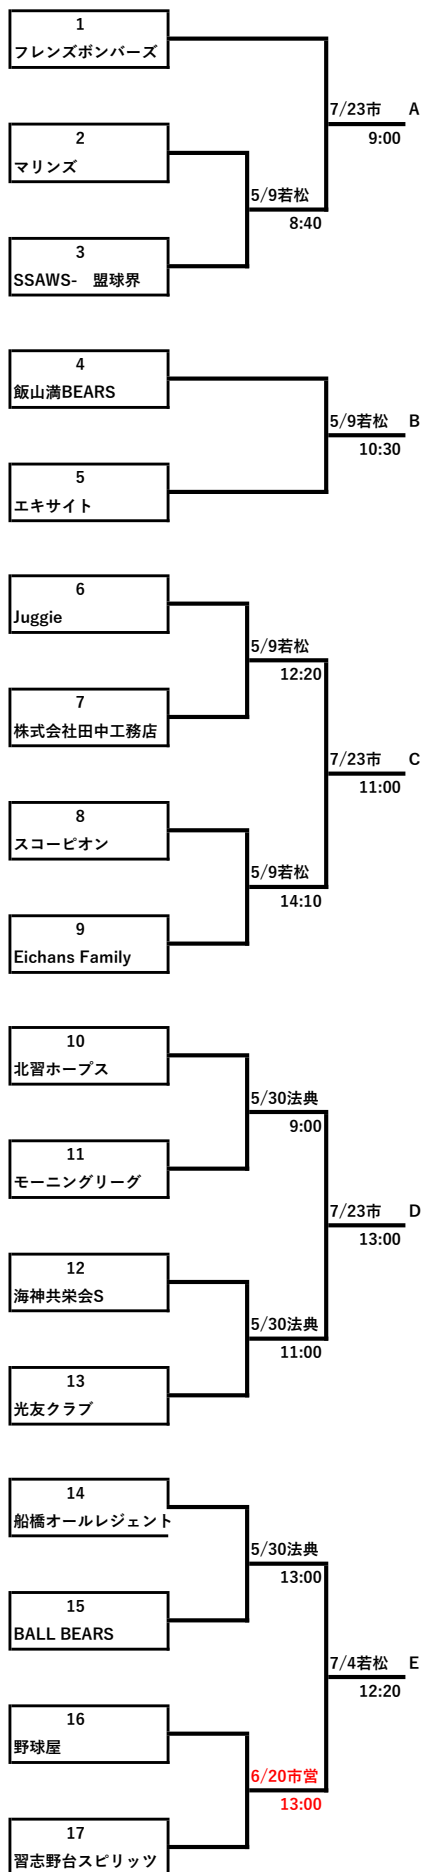 1
フレンズボンバーズ
7/23市 A
9:00
2
マリンズ
5/9若松
8:40
3
SSAWS-　盟球界
4
飯山満BEARS
5/9若松 B
10:30
5
エキサイト
6
Juggie
5/9若松
12:20
7
株式会社田中工務店
7/23市 C
11:00
8
スコーピオン
5/9若松
14:10
9
Eichans Family
10
北習ホープス
5/30法典
9:00
11
モーニングリーグ
7/23市 D
13:00
12
海神共栄会S
5/30法典
11:00
13
光友クラブ
14
船橋オールレジェント
5/30法典
13:00
15
BALL BEARS
7/4若松 E
12:20
16
野球屋
6/20市営
13:00
17
習志野台スピリッツ